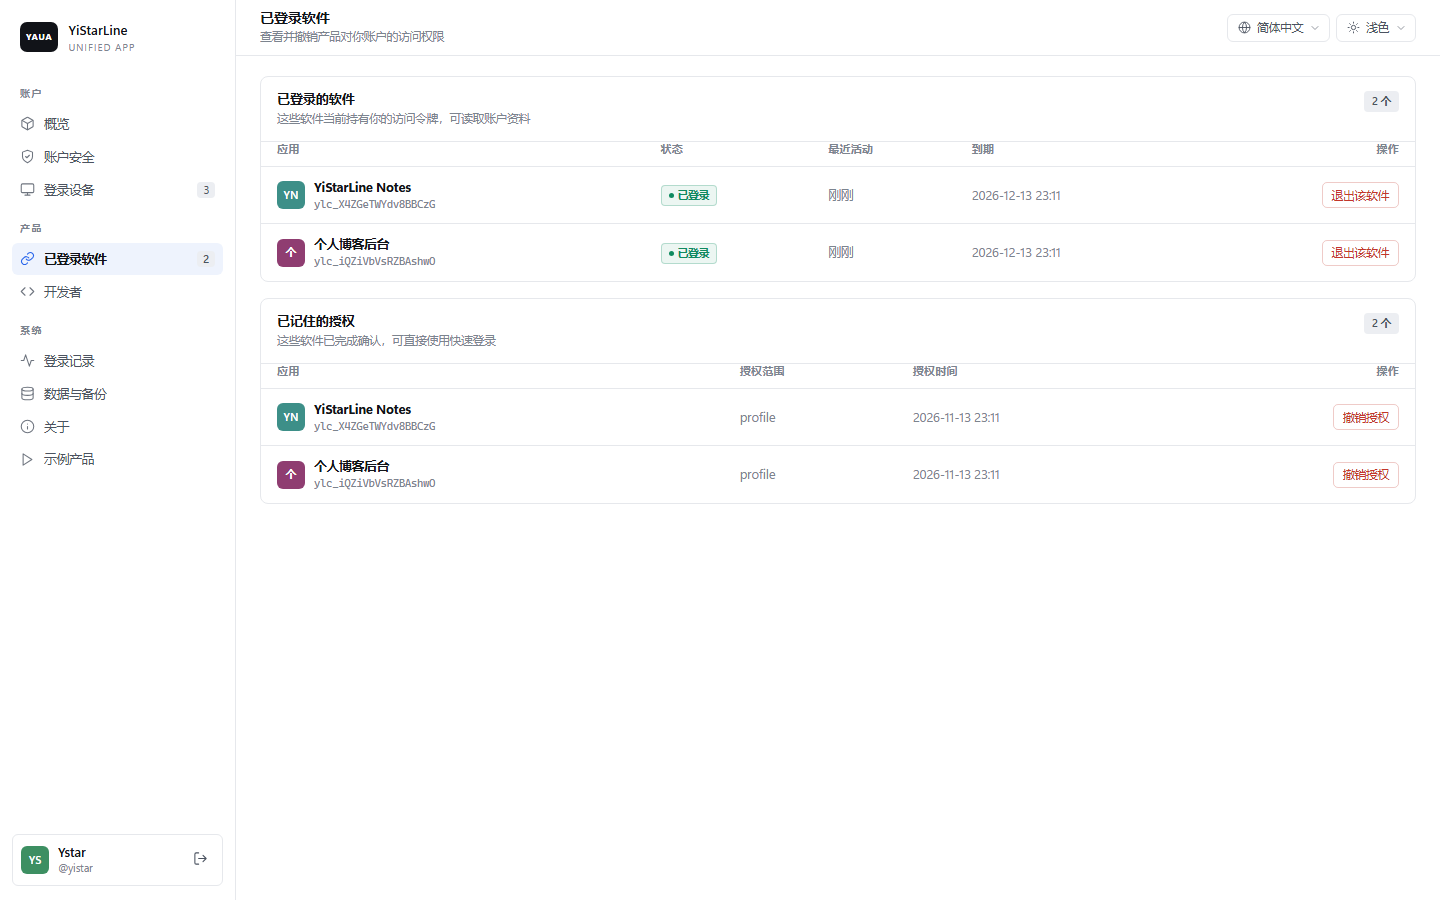 YAUA
YiStarLine
UNIFIED APP
账户
概览
账户安全
登录设备 3
产品
已登录软件 2
开发者
系统
登录记录
数据与备份
关于
示例产品
YS
Ystar
@yistar
已登录软件
查看并撤销产品对你账户的访问权限
简体中文
浅色
已登录的软件
这些软件当前持有你的访问令牌，可读取账户资料
2 个
应用 状态 最近活动 到期 操作
YN YiStarLine Notes 已登录 刚刚 2026-12-13 23:11 退出该软件
ylc_X4ZGeTWYdv8BBCzG
个 个人博客后台 已登录 刚刚 2026-12-13 23:11 退出该软件
ylc_iQZiVbVsRZBAshwO
已记住的授权
这些软件已完成确认，可直接使用快速登录
2 个
应用 授权范围 授权时间 操作
YN YiStarLine Notes profile 2026-11-13 23:11 撤销授权
ylc_X4ZGeTWYdv8BBCzG
个 个人博客后台 profile 2026-11-13 23:11 撤销授权
ylc_iQZiVbVsRZBAshwO